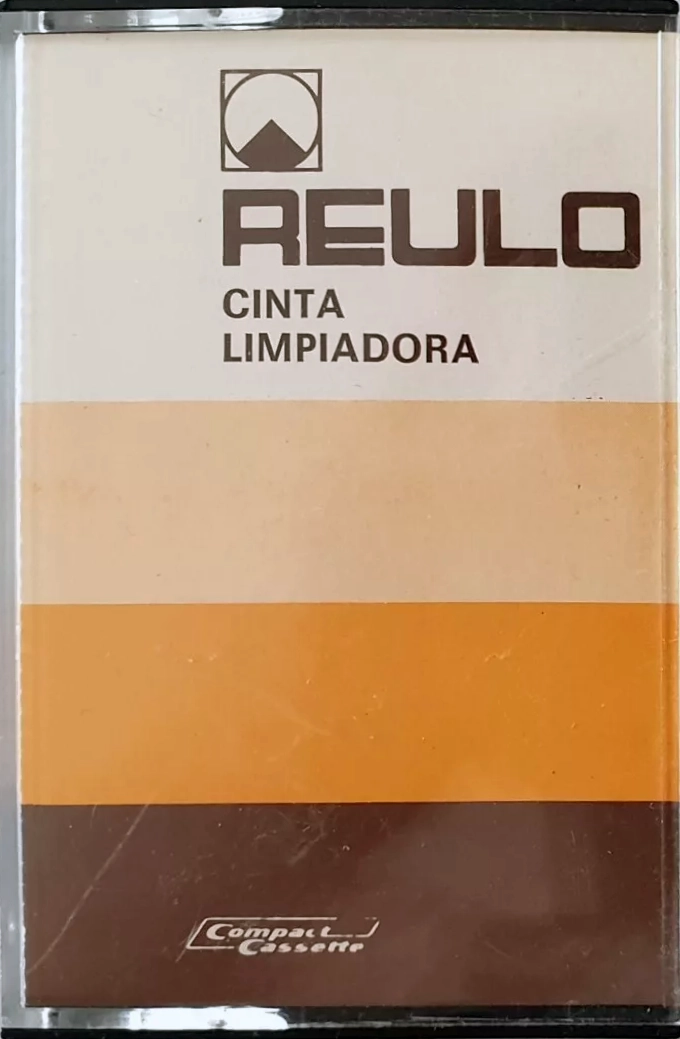 REULO
CINTA
LIMPIADORA
Compact
Cassette